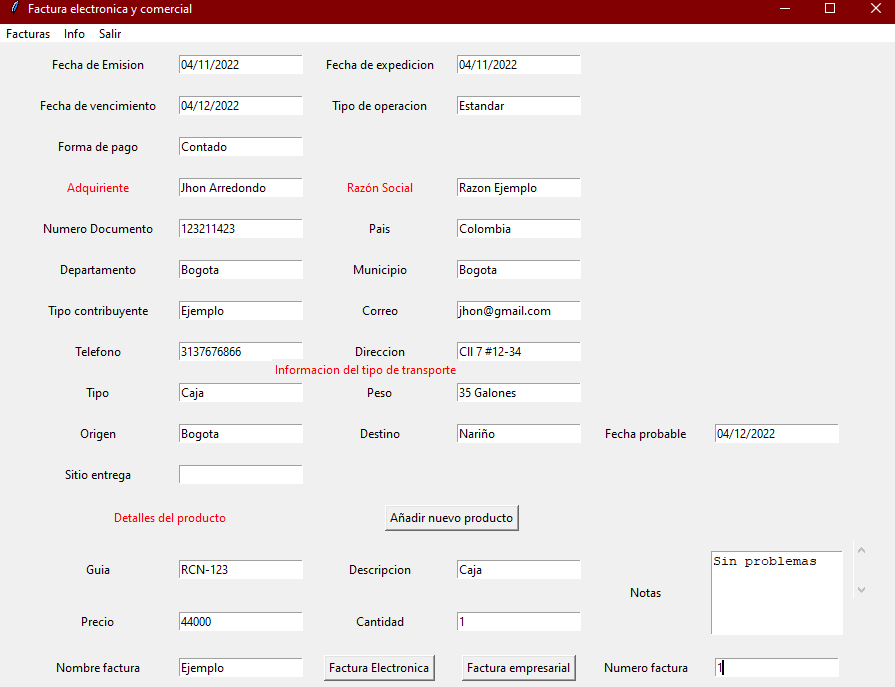 Factura electronica y comercial
Facturas Info Salir
Fecha de Emision 04/11/2022 Fecha de expedicion 04/11/2022
Fecha de vencimiento 04/12/2022 Tipo de operacion Estandar
Forma de pago Contado
Adquiriente Jhon Arredondo Razón Social Razon Ejemplo
Numero Documento 123211423 Pais Colombia
Departamento Bogota Municipio Bogota
Tipo contribuyente Ejemplo Correo jhon@gmail.com
Telefono 3137676866 Direccion Cll 7 #12-34
Informacion del tipo de transporte
Tipo Caja Peso 35 Galones
Origen Bogota Destino Nariño Fecha probable 04/12/2022
Sitio entrega
Detalles del producto Añadir nuevo producto
Guia RCN-123 Descripcion Caja Notas Sin problemas
Precio 44000 Cantidad 1
Nombre factura Ejemplo Factura Electronica Factura empresarial Numero factura 1